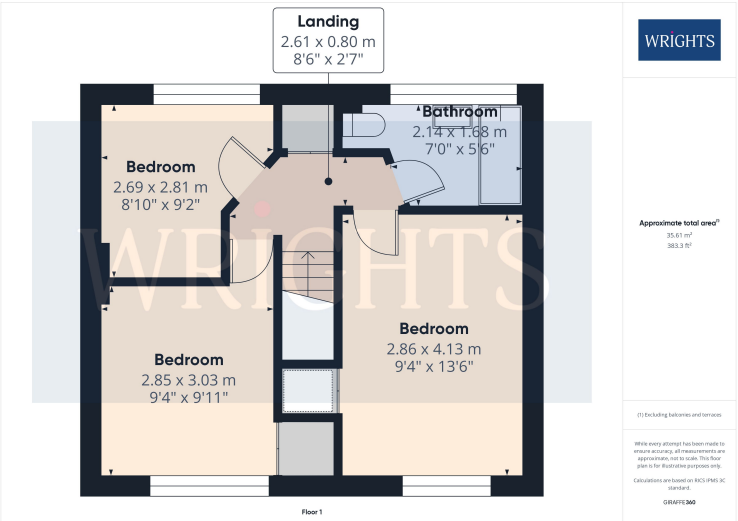 Landing
2.61 x 0.80 m
8'6" x 2'7"
WRIGHTS
Bathroom
2.14 x 1.68 m
7'0" x 5'6"
Bedroom
2.69 x 2.81 m
8'10" x 9'2"
Approximate total area⁽¹⁾
35.61 m²
383.3 ft²
WRIGHTS
Bedroom
2.86 x 4.13 m
9'4" x 13'6"
Bedroom
2.85 x 3.03 m
9'4" x 9'11"
(1) Excluding balconies and terraces
While every attempt has been made to
ensure accuracy, all measurements are
approximate, not to scale. This floor
plan is for illustrative purposes only.
Calculations are based on RICS IPMS 3C
standard.
GIRAFFE360
Floor 1